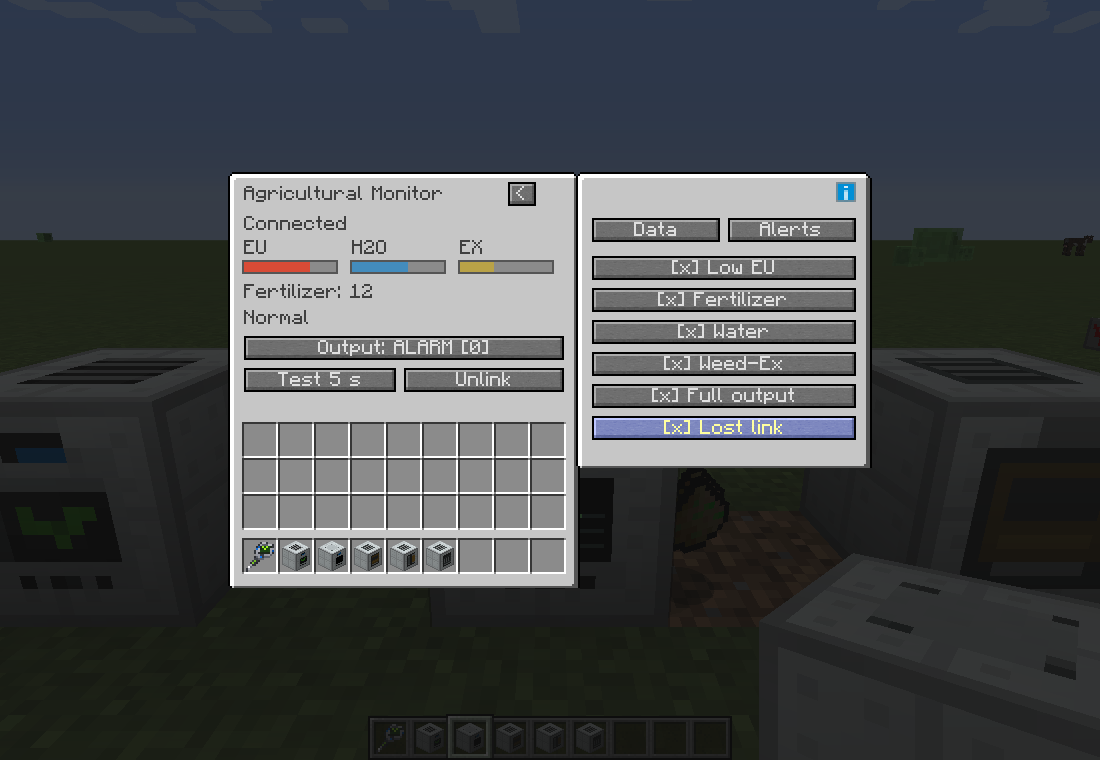 Agricultural Monitor <
Connected
EU H2O EX
Fertilizer: 12
Normal
Output: ALARM [0]
Test 5 s Unlink
i
Data Alerts
[x] Low EU
[x] Fertilizer
[x] Water
[x] Weed-Ex
[x] Full output
[x] Lost link